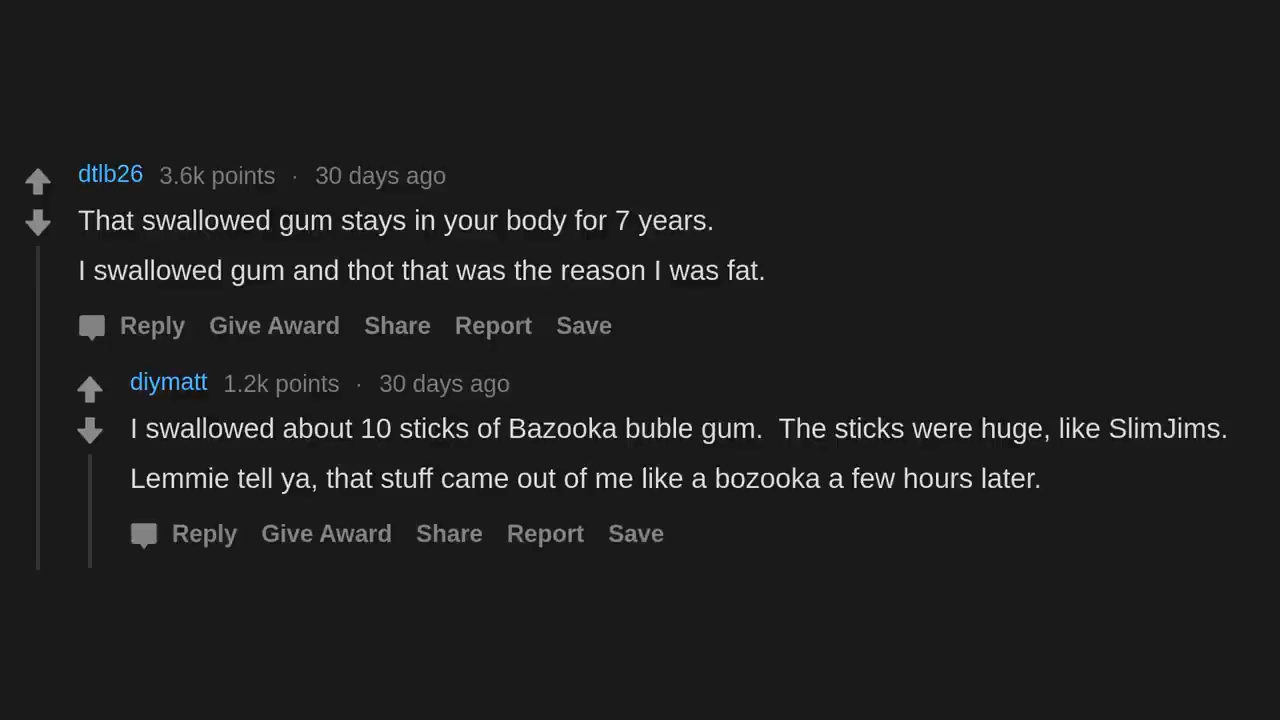 dtlb26 3.6k points · 30 days ago
That swallowed gum stays in your body for 7 years.
I swallowed gum and thot that was the reason I was fat.
Reply Give Award Share Report Save
diymatt 1.2k points · 30 days ago
I swallowed about 10 sticks of Bazooka buble gum.  The sticks were huge, like SlimJims.
Lemmie tell ya, that stuff came out of me like a bozooka a few hours later.
Reply Give Award Share Report Save